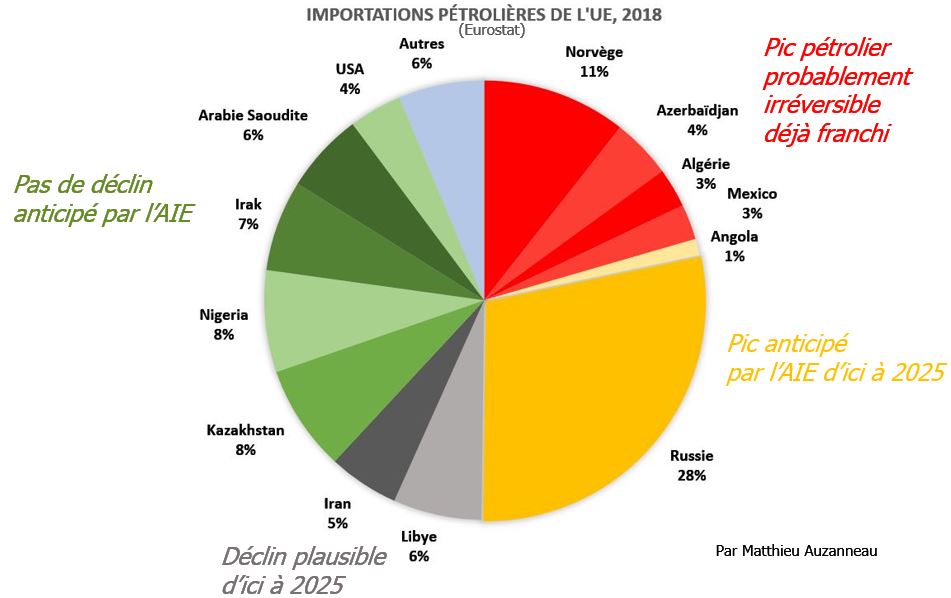 IMPORTATIONS PÉTROLIÈRES DE L'UE, 2018
(Eurostat)
Autres
6%
Norvège
11%
Pic pétrolier
probablement
irréversible
déjà franchi
USA
4%
Azerbaïdjan
4%
Arabie Saoudite
6%
Algérie
3%
Pas de déclin
anticipé par l'AIE
Mexico
3%
Irak
7%
Angola
1%
Nigeria
8%
Pic anticipé
par l'AIE d'ici à 2025
Kazakhstan
8%
Russie
28%
Iran
5%
Libye
6%
Déclin plausible
d'ici à 2025
Par Matthieu Auzanneau